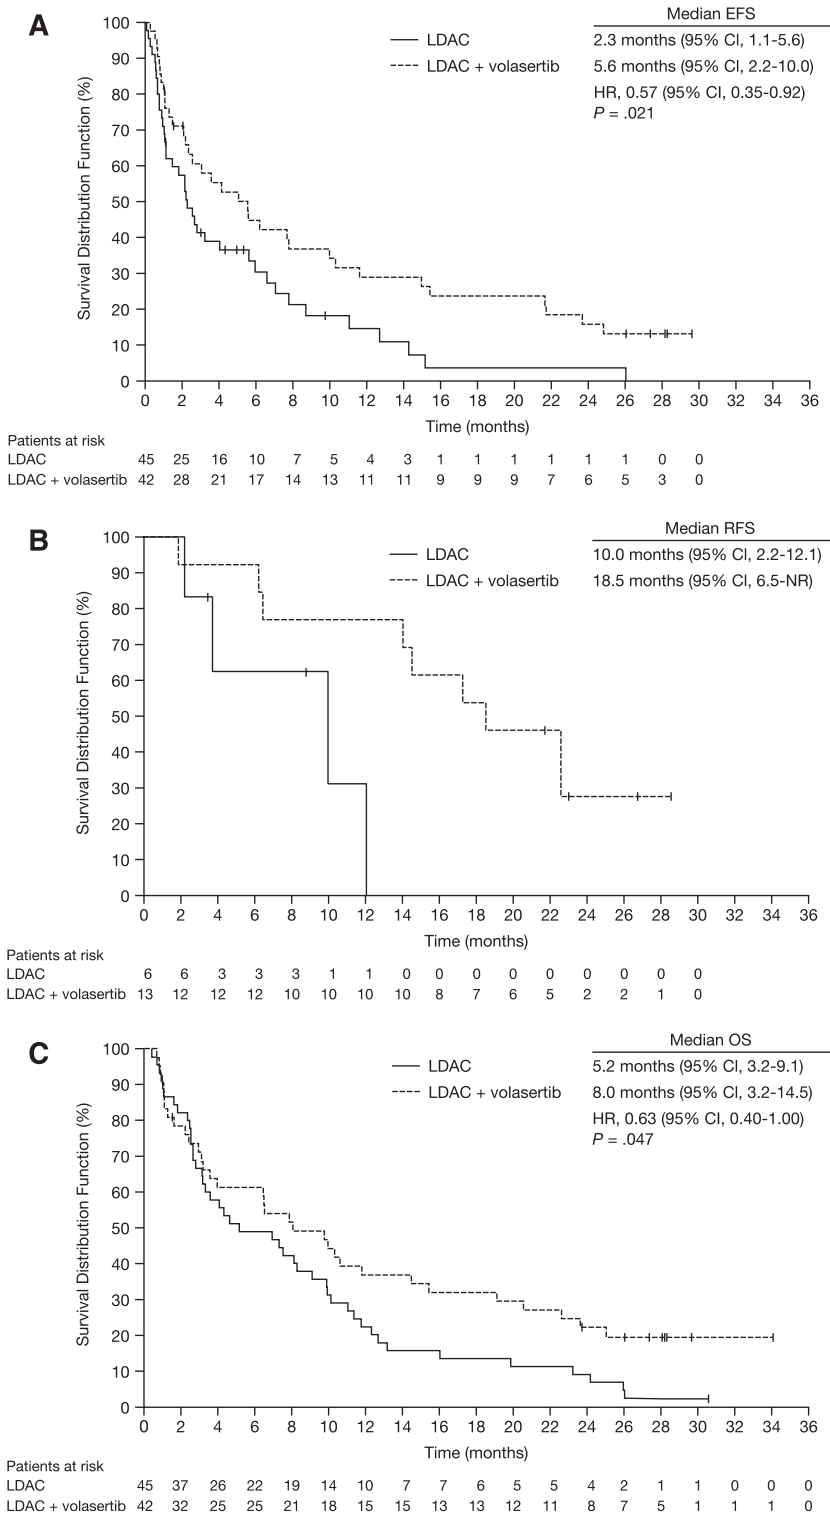 A
Median EFS
LDAC 2.3 months (95% CI, 1.1-5.6)
LDAC + volasertib 5.6 months (95% CI, 2.2-10.0)
HR, 0.57 (95% CI, 0.35-0.92)
P = .021
Survival Distribution Function (%)
100
90
80
70
60
50
40
30
20
10
0
0 2 4 6 8 10 12 14 16 18 20 22 24 26 28 30 32 34 36
Time (months)
Patients at risk
LDAC 45 25 16 10 7 5 4 3 1 1 1 1 1 1 0 0
LDAC + volasertib 42 28 21 17 14 13 11 11 9 9 9 7 6 5 3 0
B
Median RFS
LDAC 10.0 months (95% CI, 2.2-12.1)
LDAC + volasertib 18.5 months (95% CI, 6.5-NR)
Survival Distribution Function (%)
100
90
80
70
60
50
40
30
20
10
0
0 2 4 6 8 10 12 14 16 18 20 22 24 26 28 30 32 34 36
Time (months)
Patients at risk
LDAC 6 6 3 3 3 1 1 0 0 0 0 0 0 0 0 0
LDAC + volasertib 13 12 12 12 10 10 10 10 8 7 6 5 2 2 1 0
C
Median OS
LDAC 5.2 months (95% CI, 3.2-9.1)
LDAC + volasertib 8.0 months (95% CI, 3.2-14.5)
HR, 0.63 (95% CI, 0.40-1.00)
P = .047
Survival Distribution Function (%)
100
90
80
70
60
50
40
30
20
10
0
0 2 4 6 8 10 12 14 16 18 20 22 24 26 28 30 32 34 36
Time (months)
Patients at risk
LDAC 45 37 26 22 19 14 10 7 7 6 5 5 4 2 1 1 0 0 0
LDAC + volasertib 42 32 25 25 21 18 15 15 13 13 12 11 8 7 5 1 1 1 0